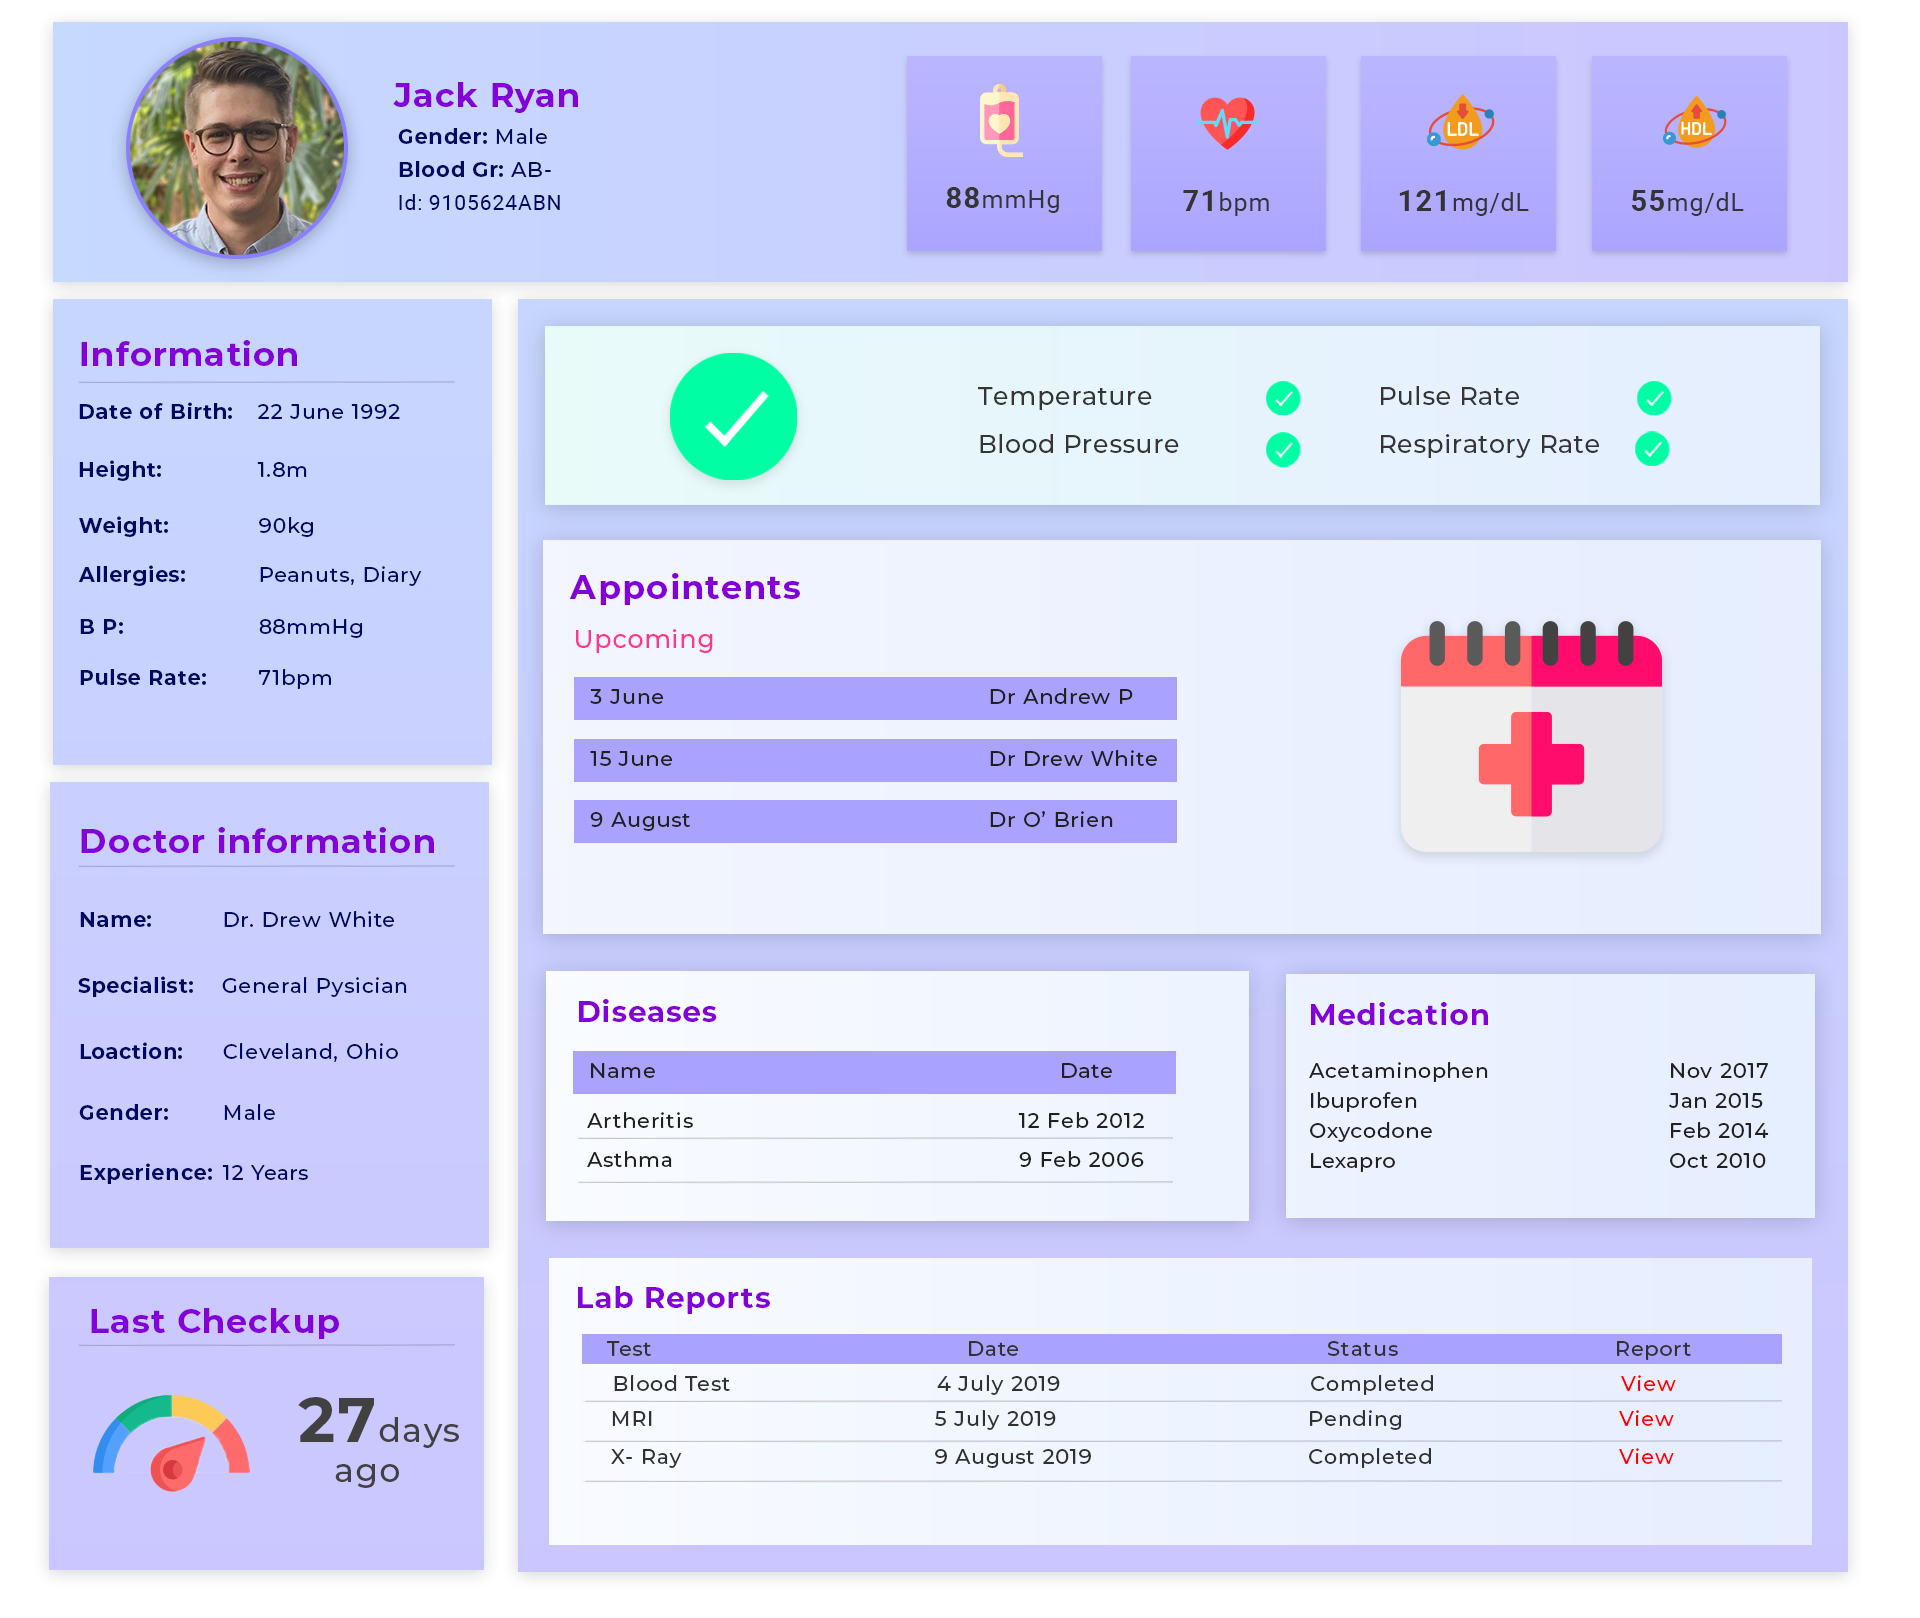 Jack Ryan
Gender: Male
Blood Gr: AB-
Id: 9105624ABN
88mmHg
71bpm
LDL
121mg/dL
HDL
55mg/dL
Information
Date of Birth: 22 June 1992
Height: 1.8m
Weight: 90kg
Allergies: Peanuts, Diary
B P: 88mmHg
Pulse Rate: 71bpm
Doctor information
Name: Dr. Drew White
Specialist: General Pysician
Loaction: Cleveland, Ohio
Gender: Male
Experience: 12 Years
Last Checkup
27 days
ago
Temperature Pulse Rate
Blood Pressure Respiratory Rate
Appointents
Upcoming
3 June Dr Andrew P
15 June Dr Drew White
9 August Dr O’ Brien
Diseases
Name Date
Artheritis 12 Feb 2012
Asthma 9 Feb 2006
Medication
Acetaminophen Nov 2017
Ibuprofen Jan 2015
Oxycodone Feb 2014
Lexapro Oct 2010
Lab Reports
Test Date Status Report
Blood Test 4 July 2019 Completed View
MRI 5 July 2019 Pending View
X- Ray 9 August 2019 Completed View